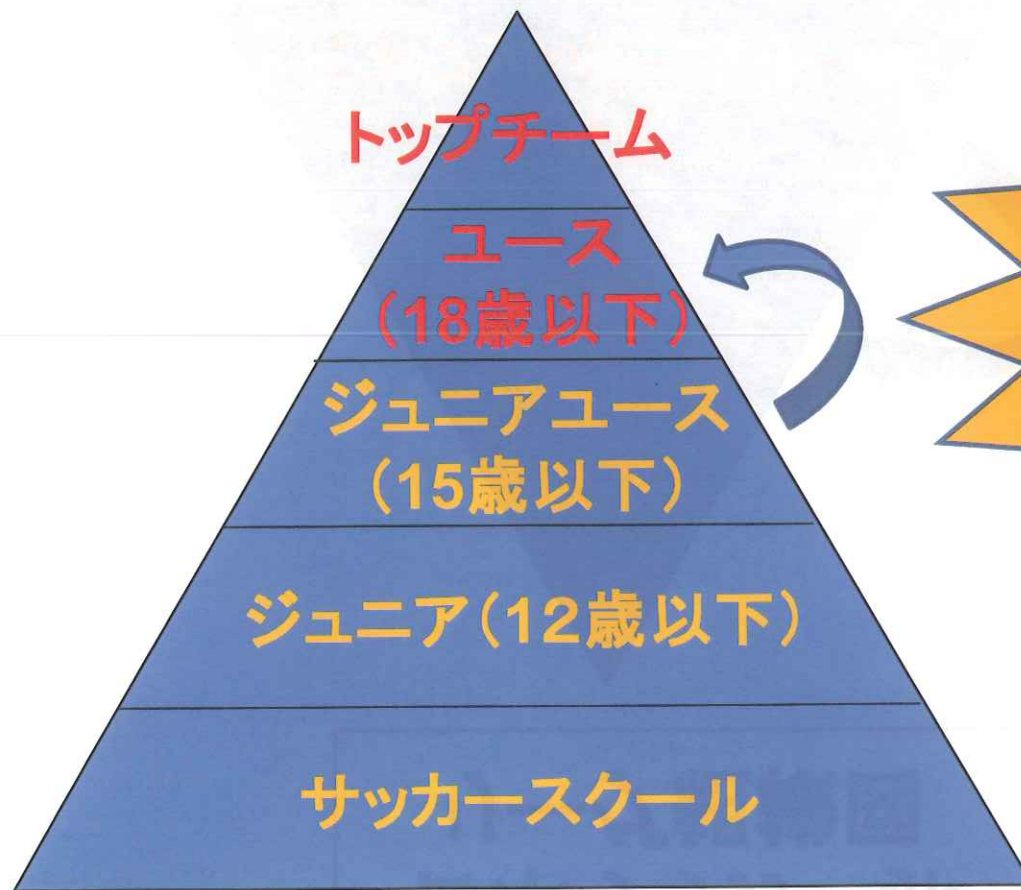 トップチーム
ユース
(18歳以下)
ジュニアユース
(15歳以下)
ジュニア(12歳以下)
サッカースクール